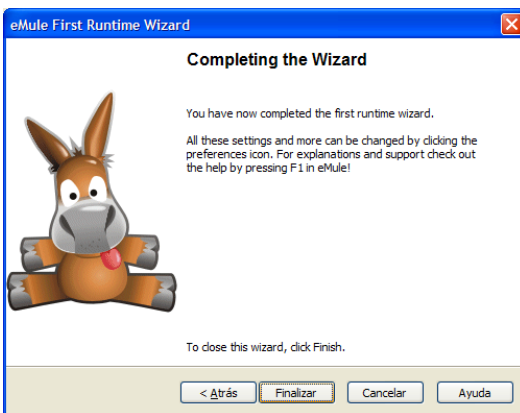 eMule First Runtime Wizard
Completing the Wizard
You have now completed the first runtime wizard.
All these settings and more can be changed by clicking the
preferences icon. For explanations and support check out
the help by pressing F1 in eMule!
To close this wizard, click Finish.
< Atrás Finalizar Cancelar Ayuda